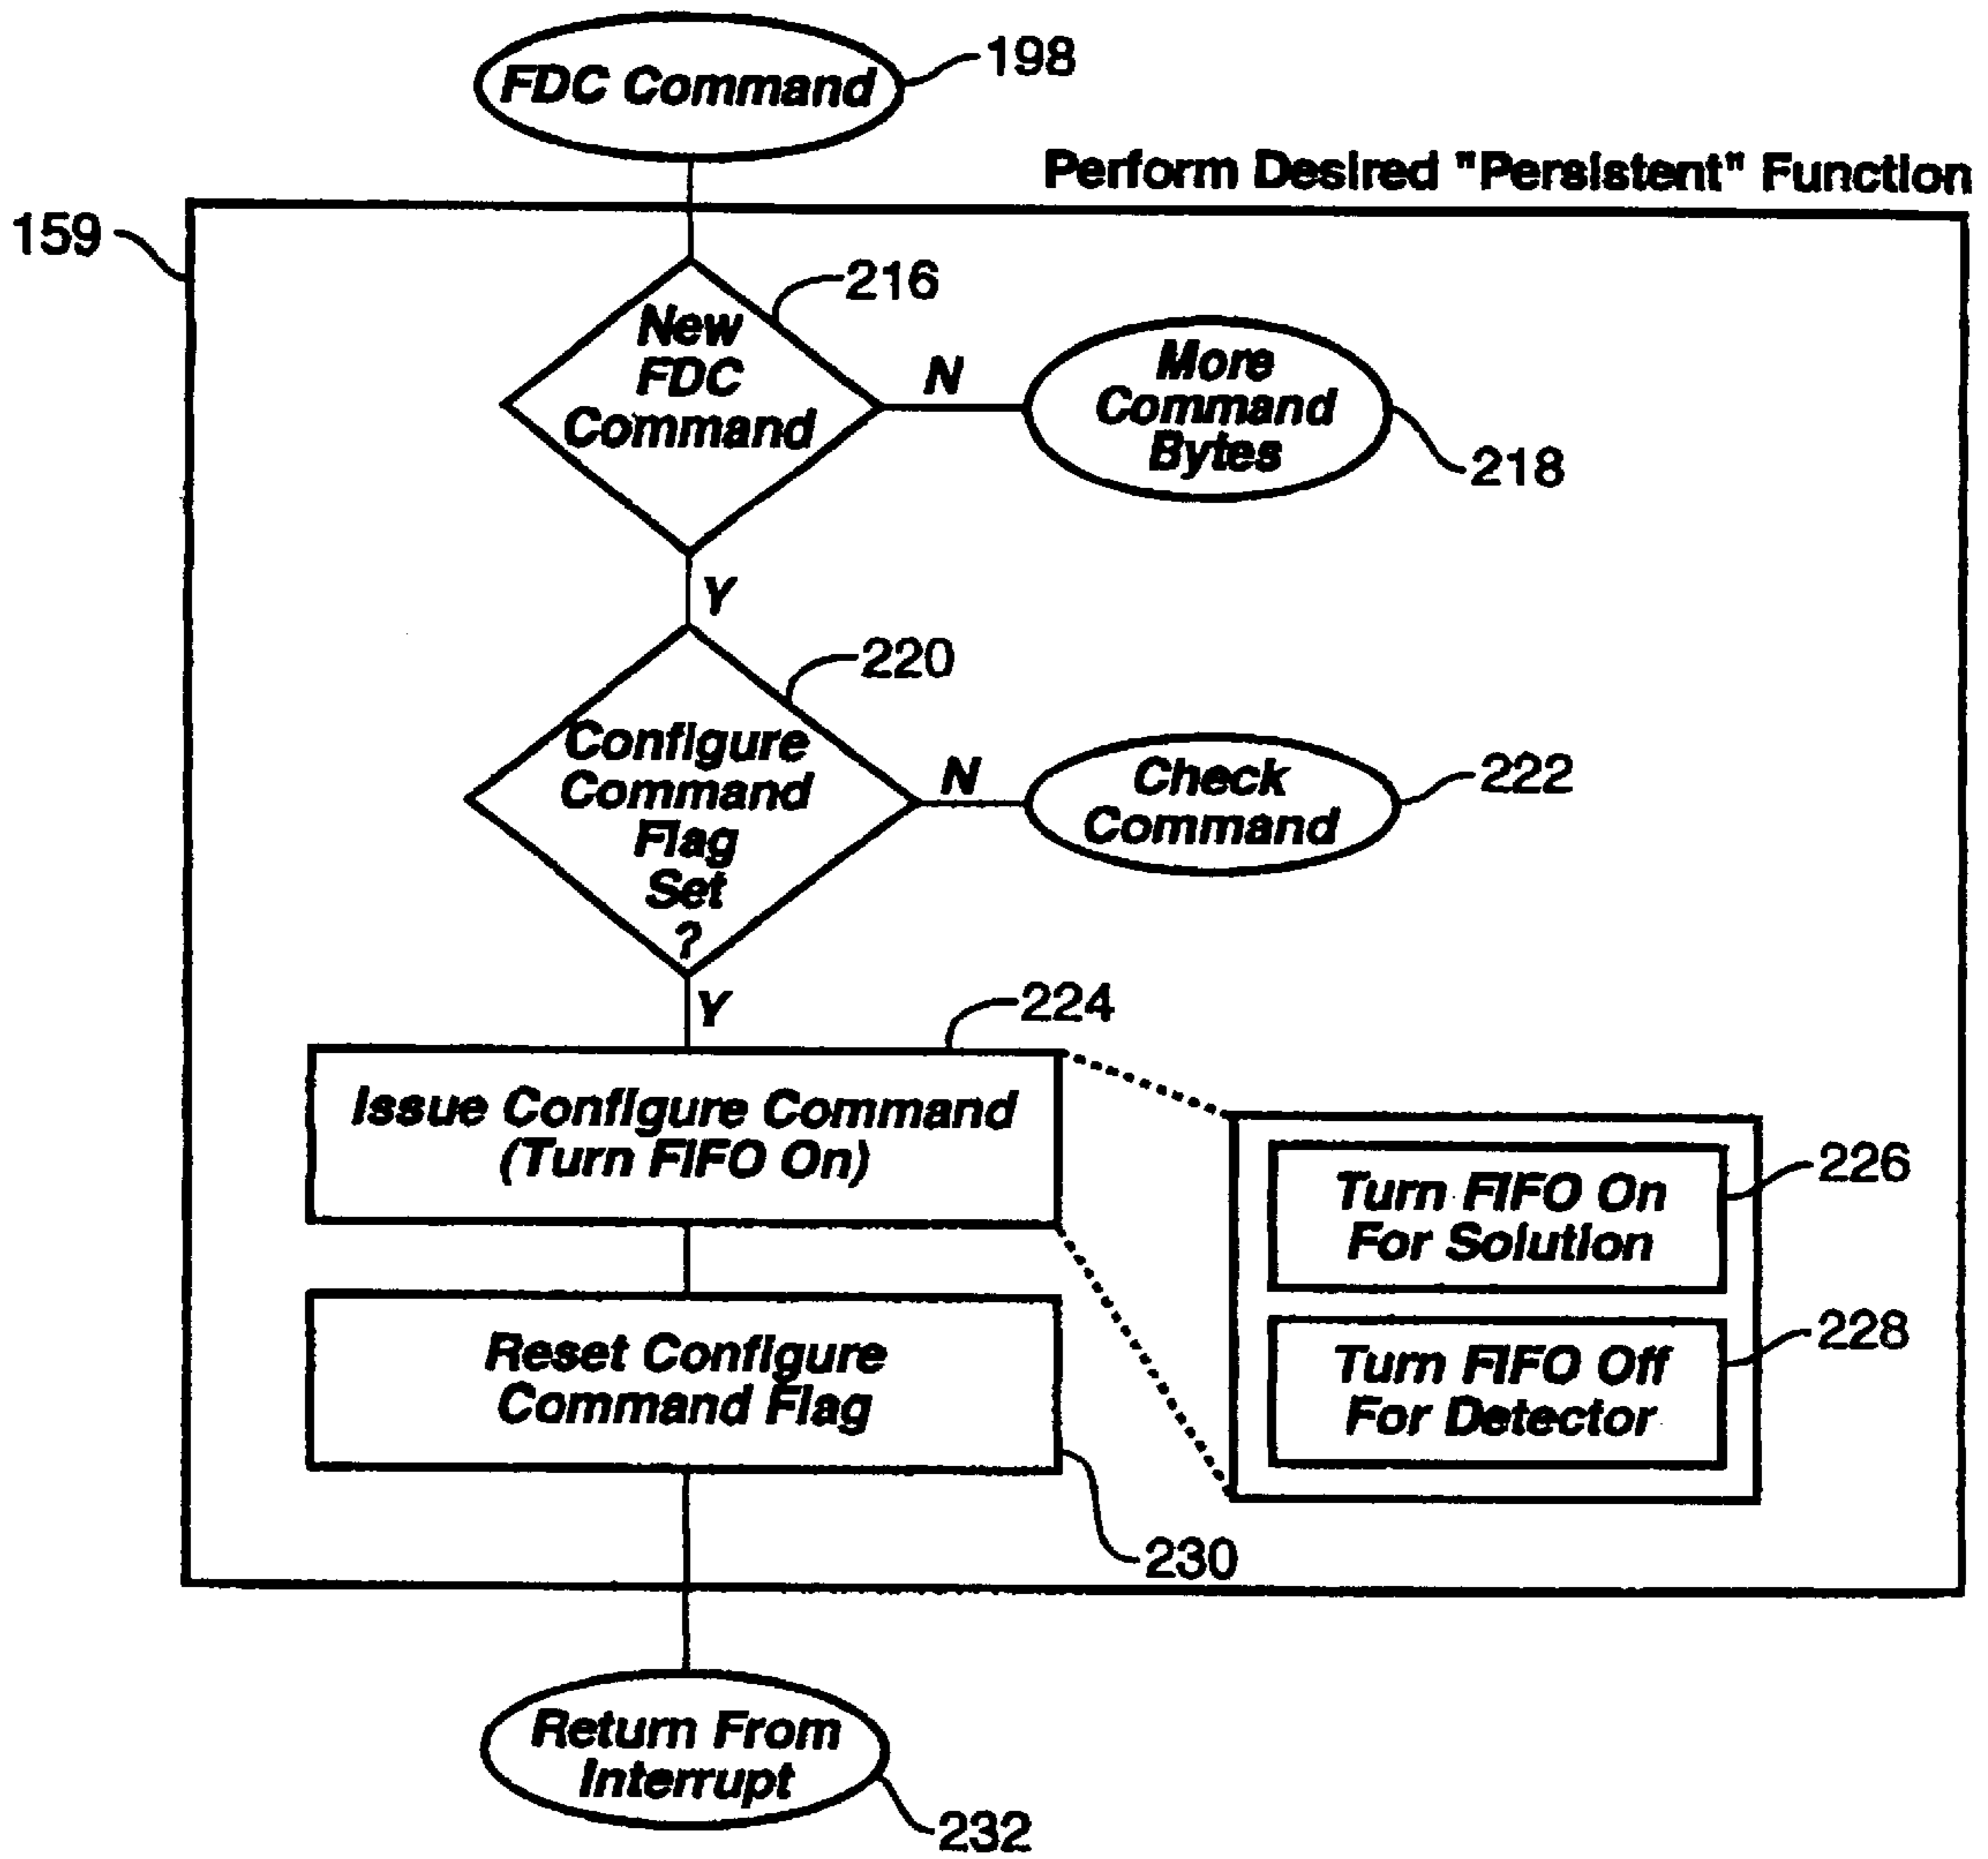 FDC Command
198
Perform Desired "Persistent" Function
159
216
New
FDC
Command
N
More
Command
Bytes
218
Y
220
Configure
Command
Flag
Set
?
N
Check
Command
222
Y
224
Issue Configure Command
(Turn FIFO On)
226
Turn FIFO On
For Solution
228
Turn FIFO Off
For Detector
Reset Configure
Command Flag
230
Return From
Interrupt
232